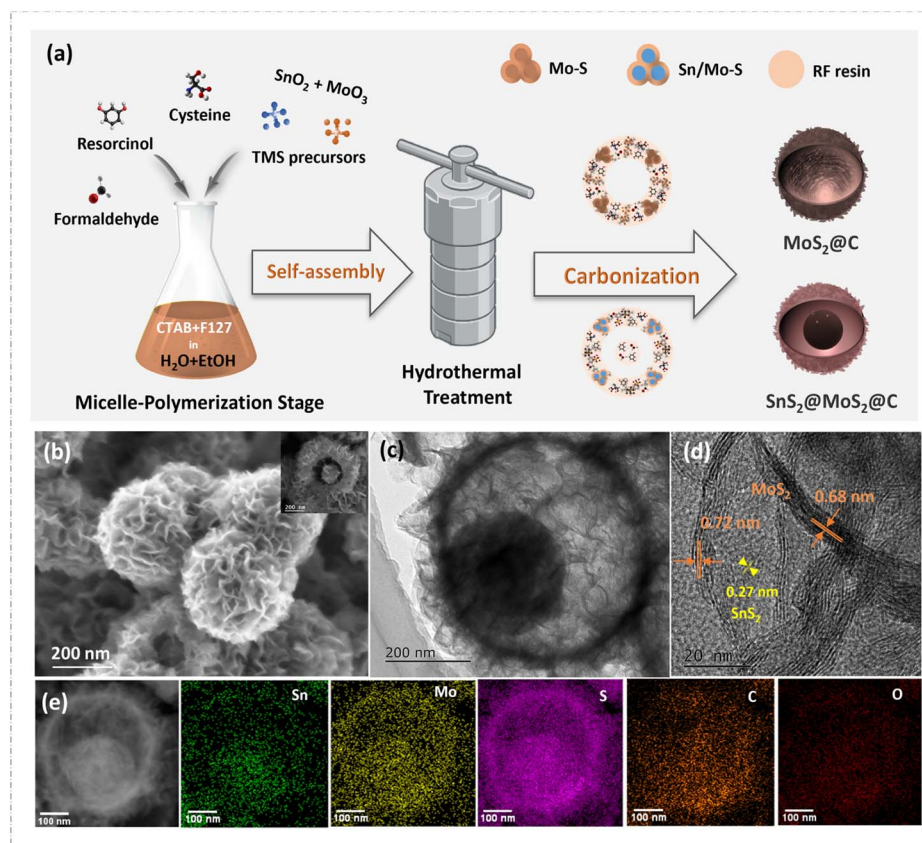 (a)
Mo-S
Sn/Mo-S
RF resin
SnO₂ + MoO₃
Cysteine
Resorcinol
TMS precursors
Formaldehyde
Self-assembly
Carbonization
MoS₂@C
CTAB+F127
in
H₂O+EtOH
Hydrothermal
Treatment
Micelle-Polymerization Stage
SnS₂@MoS₂@C
(b)
200 nm
200 nm
(c)
200 nm
(d)
MoS₂
0.68 nm
0.72 nm
0.27 nm
SnS₂
20 nm
(e)
100 nm
Sn
100 nm
Mo
100 nm
S
100 nm
C
100 nm
O
100 nm